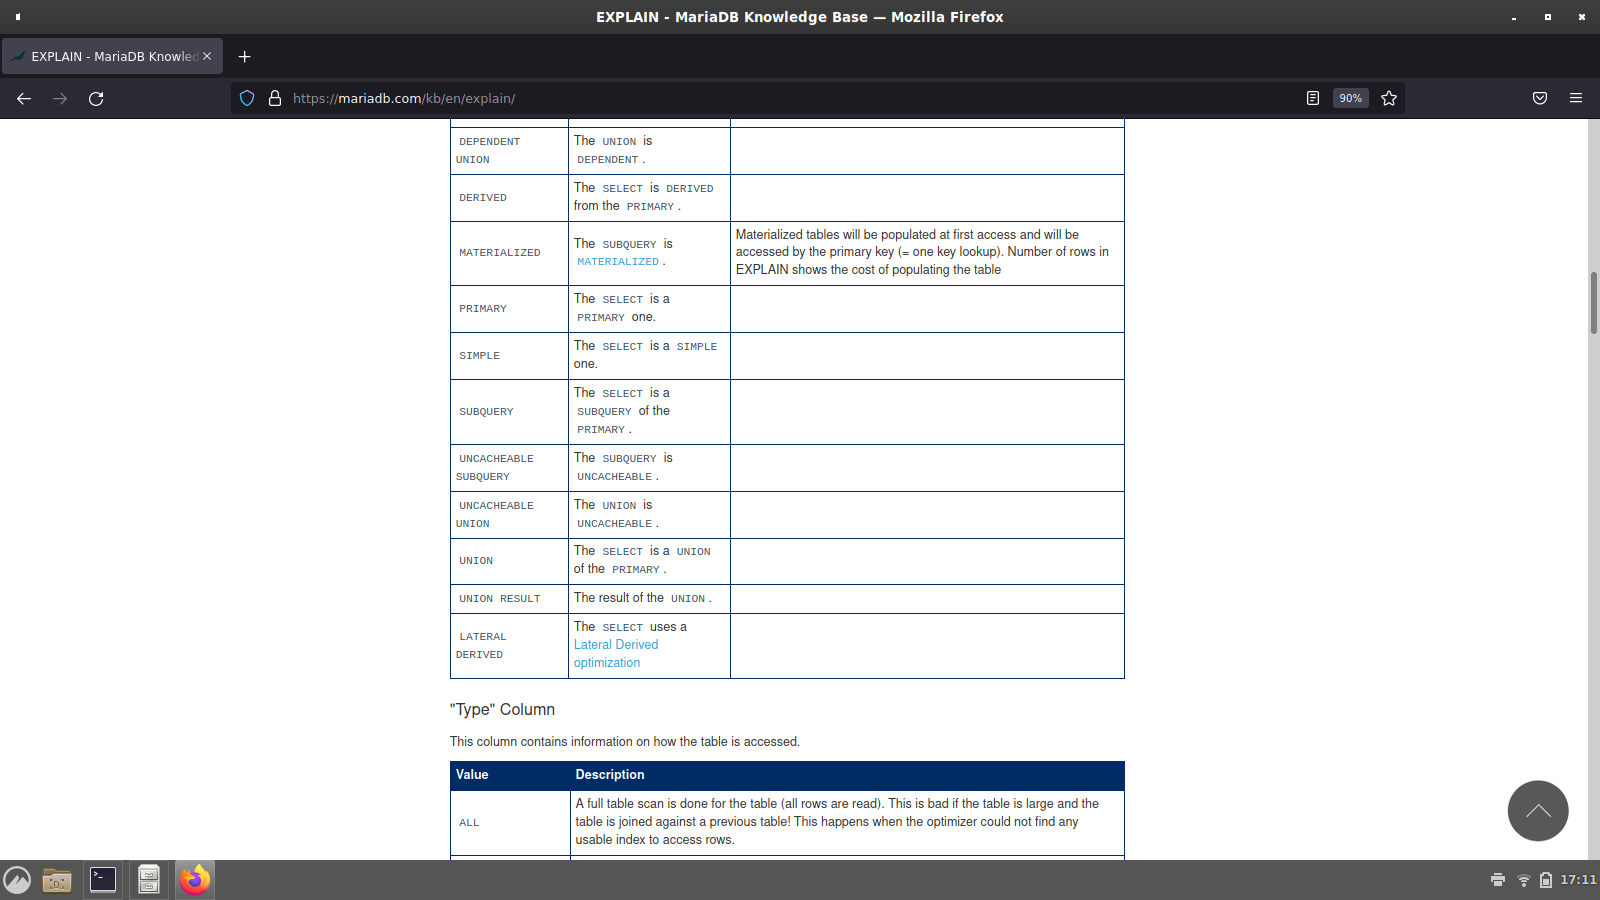 EXPLAIN - MariaDB Knowledge Base — Mozilla Firefox
EXPLAIN - MariaDB Knowled
https://mariadb.com/kb/en/explain/
90%
DEPENDENT
UNION
The UNION is
DEPENDENT.
DERIVED
The SELECT is DERIVED
from the PRIMARY.
MATERIALIZED
The SUBQUERY is
MATERIALIZED.
Materialized tables will be populated at first access and will be
accessed by the primary key (= one key lookup). Number of rows in
EXPLAIN shows the cost of populating the table
PRIMARY
The SELECT is a
PRIMARY one.
SIMPLE
The SELECT is a SIMPLE
one.
SUBQUERY
The SELECT is a
SUBQUERY of the
PRIMARY.
UNCACHEABLE
SUBQUERY
The SUBQUERY is
UNCACHEABLE.
UNCACHEABLE
UNION
The UNION is
UNCACHEABLE.
UNION
The SELECT is a UNION
of the PRIMARY.
UNION RESULT
The result of the UNION.
LATERAL
DERIVED
The SELECT uses a
Lateral Derived
optimization
"Type" Column
This column contains information on how the table is accessed.
Value
Description
ALL
A full table scan is done for the table (all rows are read). This is bad if the table is large and the
table is joined against a previous table! This happens when the optimizer could not find any
usable index to access rows.
17:11